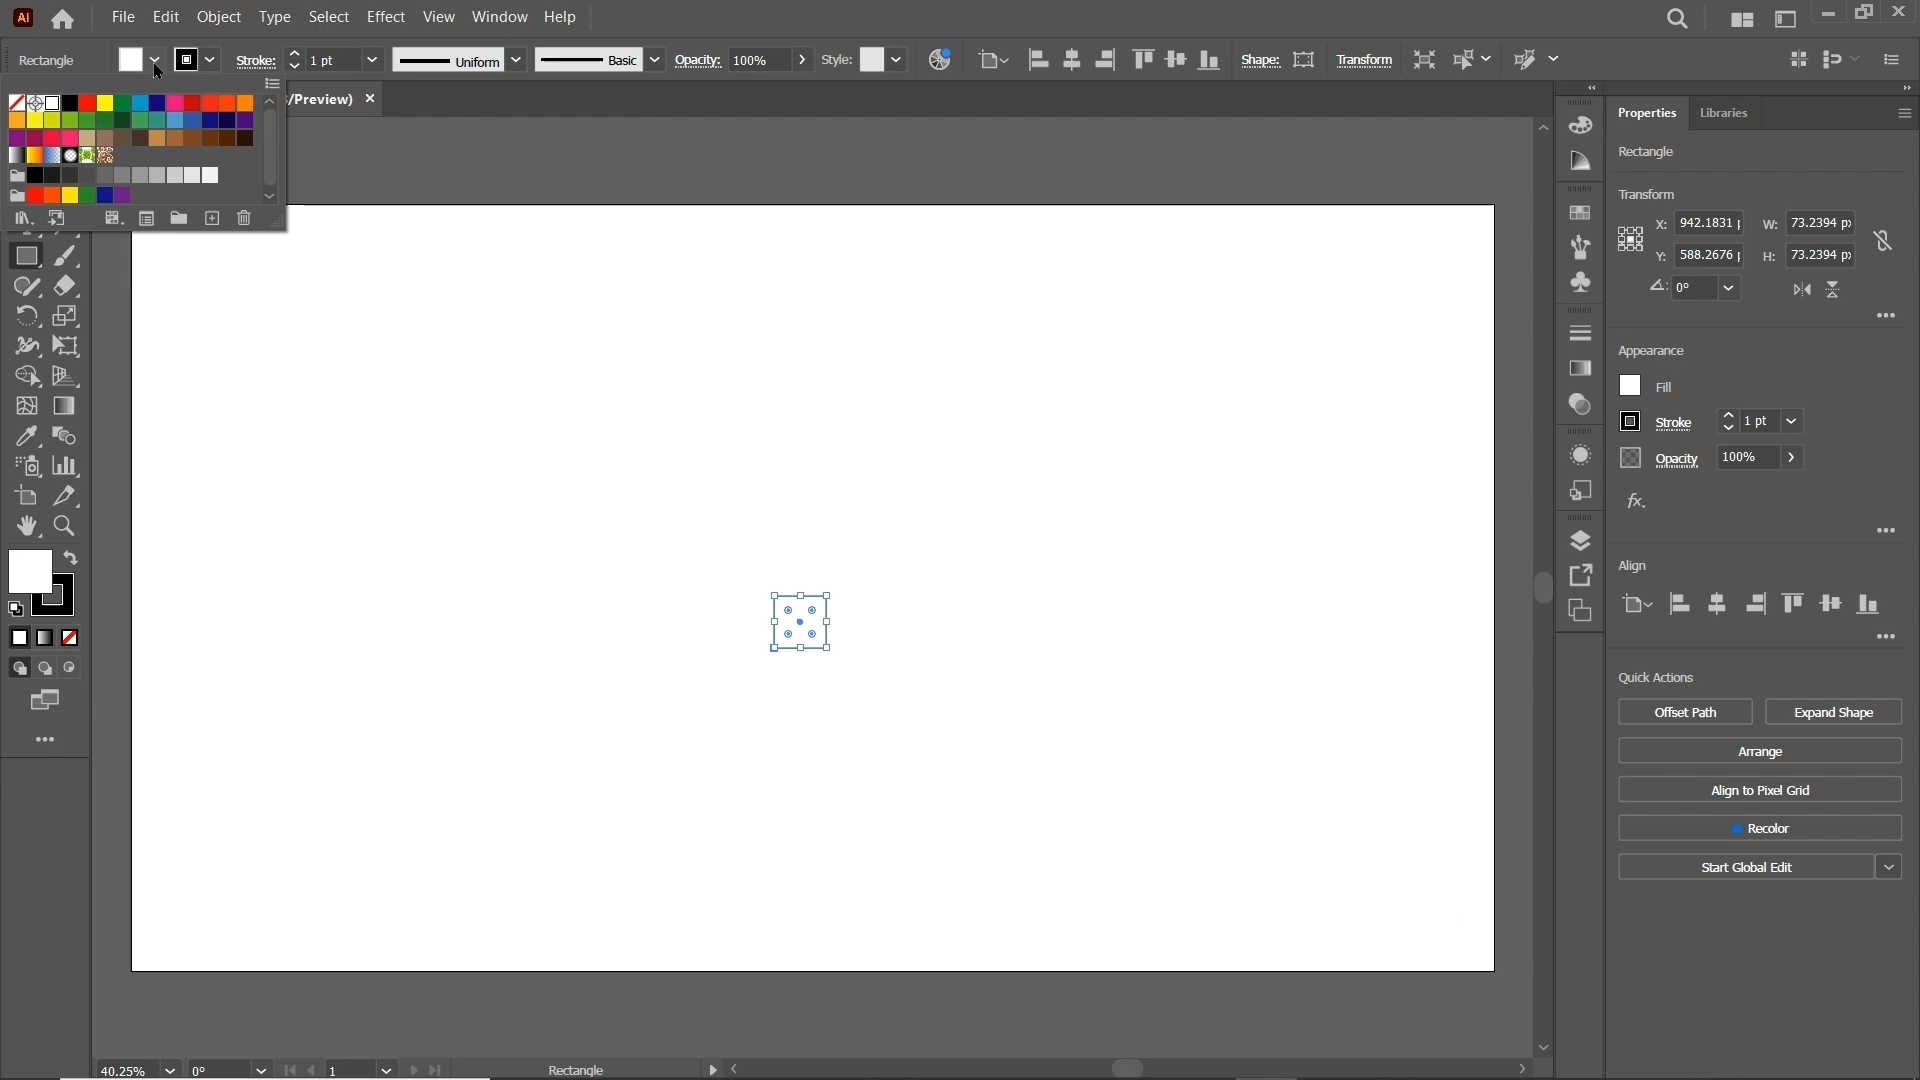 Ai File Edit Object Type Select Effect View Window Help
Rectangle Stroke: 1 pt Uniform Basic Opacity: 100% Style: Shape: Transform
/Preview) ×
Properties Libraries
Rectangle
Transform
X: 942.1831 W: 73.2394
Y: 588.2676 H: 73.2394
0°
Appearance
Fill
Stroke 1 pt
Opacity 100%
fx.
Align
Quick Actions
Offset Path Expand Shape
Arrange
Align to Pixel Grid
Recolor
Start Global Edit
40.25% 0° 1 Rectangle